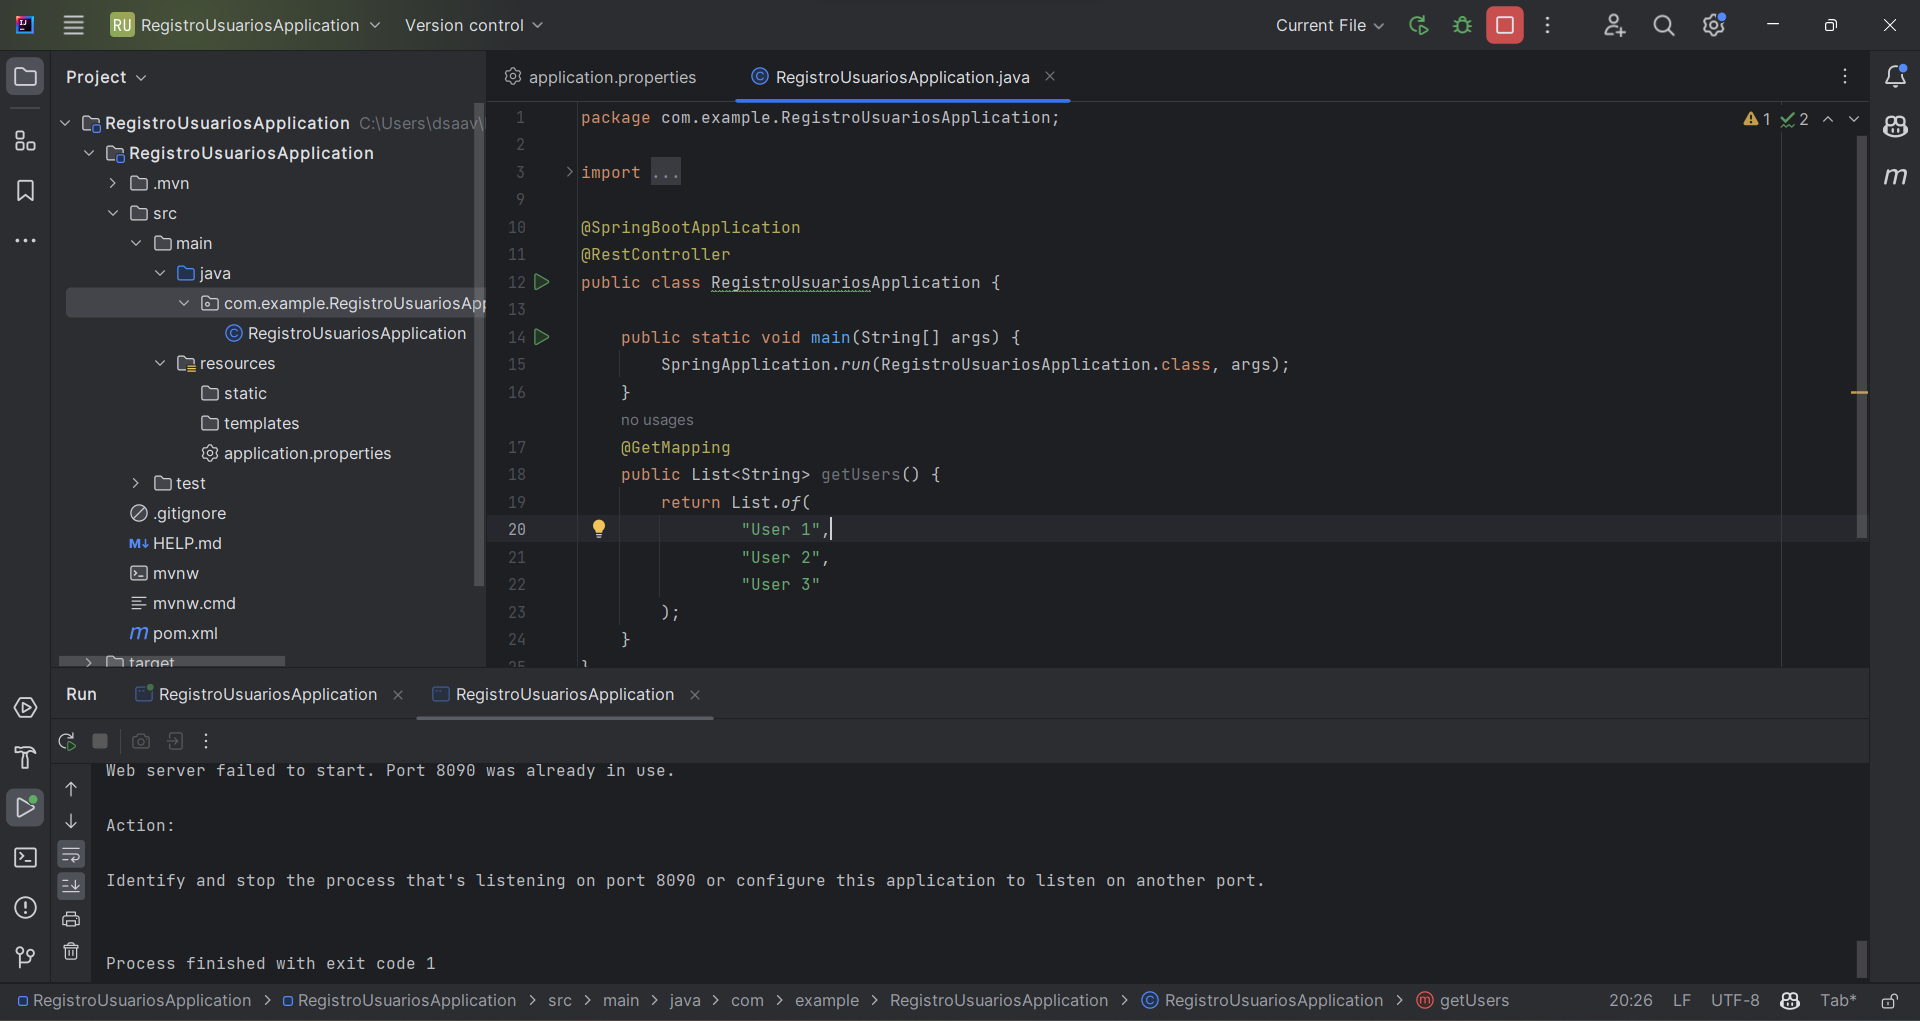 RU RegistroUsuariosApplication Version control Current File
Project
application.properties RegistroUsuariosApplication.java
RegistroUsuariosApplication C:\Users\dsaav\
RegistroUsuariosApplication
.mvn
src
main
java
com.example.RegistroUsuariosApp
RegistroUsuariosApplication
resources
static
templates
application.properties
test
.gitignore
M↓ HELP.md
mvnw
mvnw.cmd
m pom.xml
target
1 package com.example.RegistroUsuariosApplication;
2
3 import ...
9
10 @SpringBootApplication
11 @RestController
12 public class RegistroUsuariosApplication {
13
14 public static void main(String[] args) {
15 SpringApplication.run(RegistroUsuariosApplication.class, args);
16 }
no usages
17 @GetMapping
18 public List<String> getUsers() {
19 return List.of(
20 "User 1",
21 "User 2",
22 "User 3"
23 );
24 }
25 }
1 2
m
Run RegistroUsuariosApplication RegistroUsuariosApplication
Web server failed to start. Port 8090 was already in use.
Action:
Identify and stop the process that's listening on port 8090 or configure this application to listen on another port.
Process finished with exit code 1
RegistroUsuariosApplication > RegistroUsuariosApplication > src > main > java > com > example > RegistroUsuariosApplication > RegistroUsuariosApplication > getUsers 20:26 LF UTF-8 Tab*